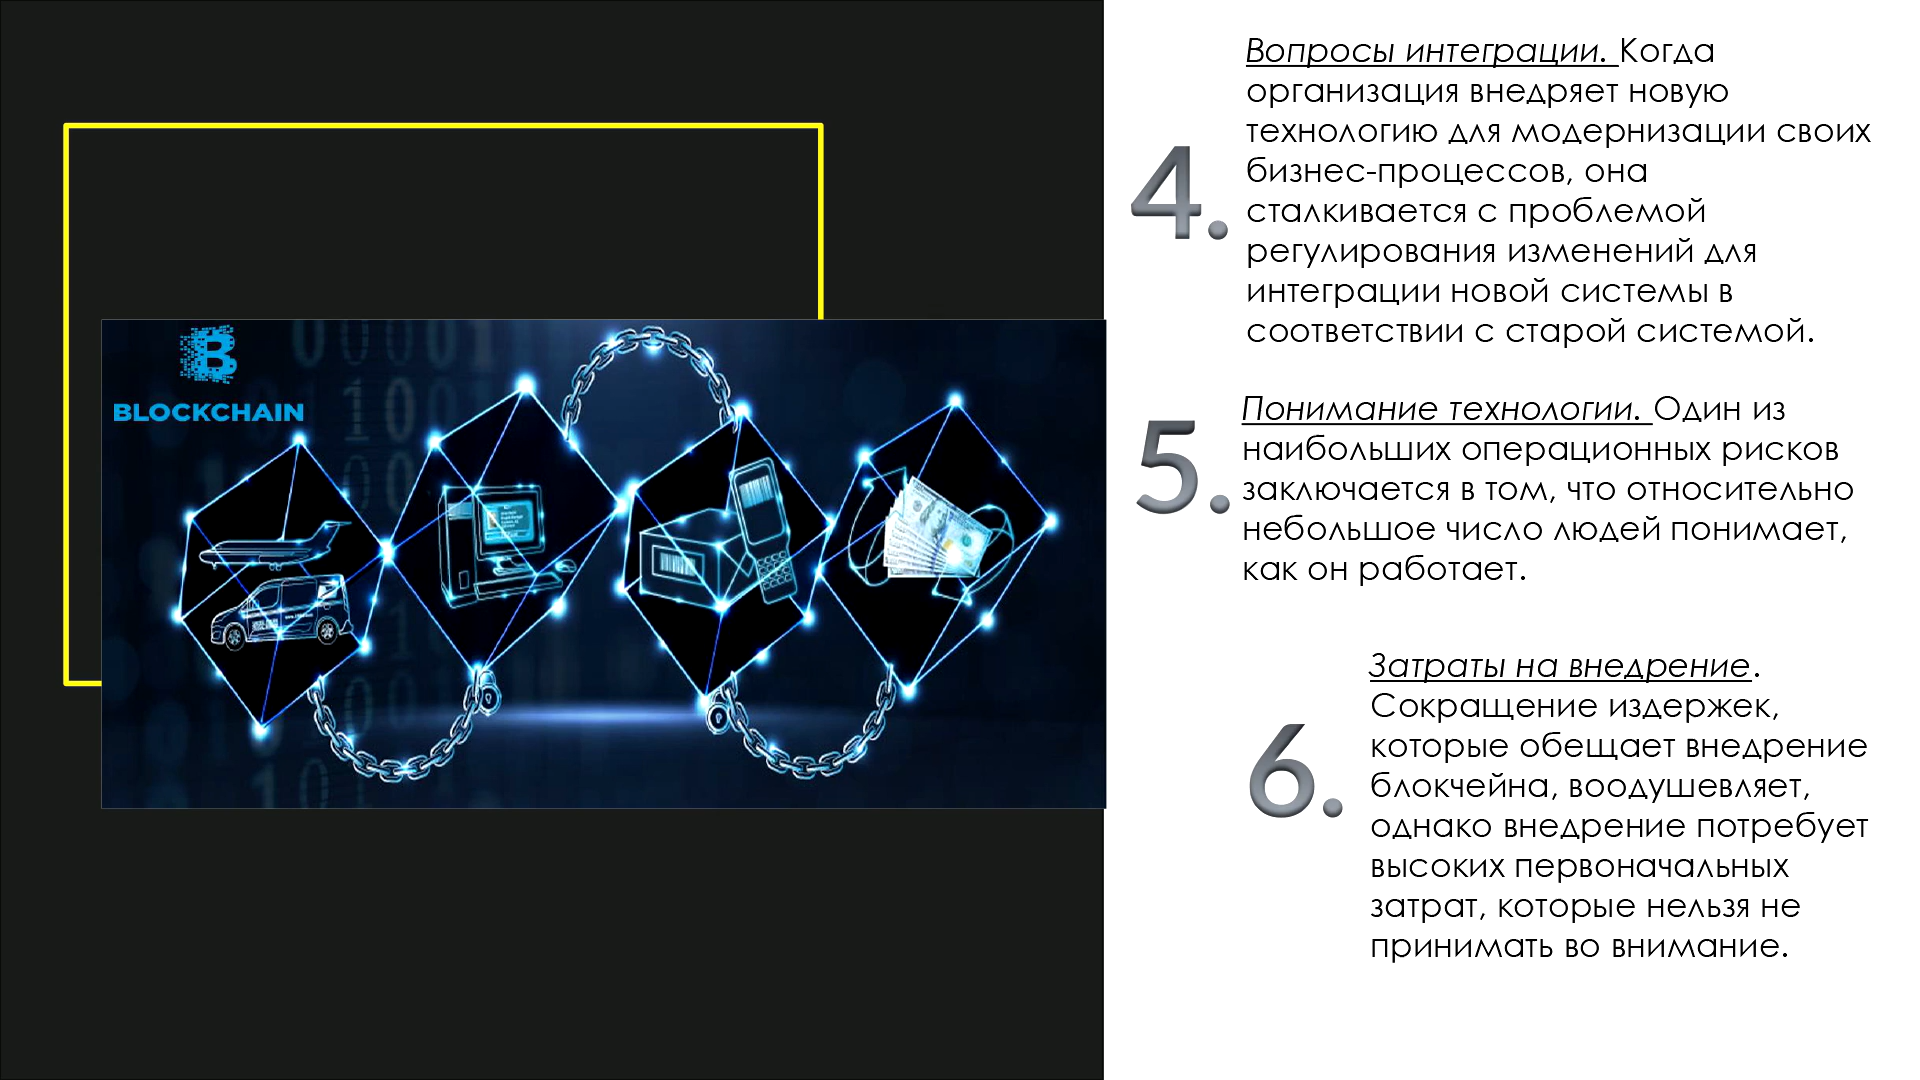 Вопросы интеграции. Когда
организация внедряет новую
технологию для модернизации своих
бизнес-процессов, она
сталкивается с проблемой
регулирования изменений для
интеграции новой системы в
соответствии с старой системой.
4.
Понимание технологии. Один из
наибольших операционных рисков
заключается в том, что относительно
небольшое число людей понимает,
как он работает.
5.
Затраты на внедрение.
Сокращение издержек,
которые обещает внедрение
блокчейна, воодушевляет,
однако внедрение потребует
высоких первоначальных
затрат, которые нельзя не
принимать во внимание.
6.
B
BLOCKCHAIN